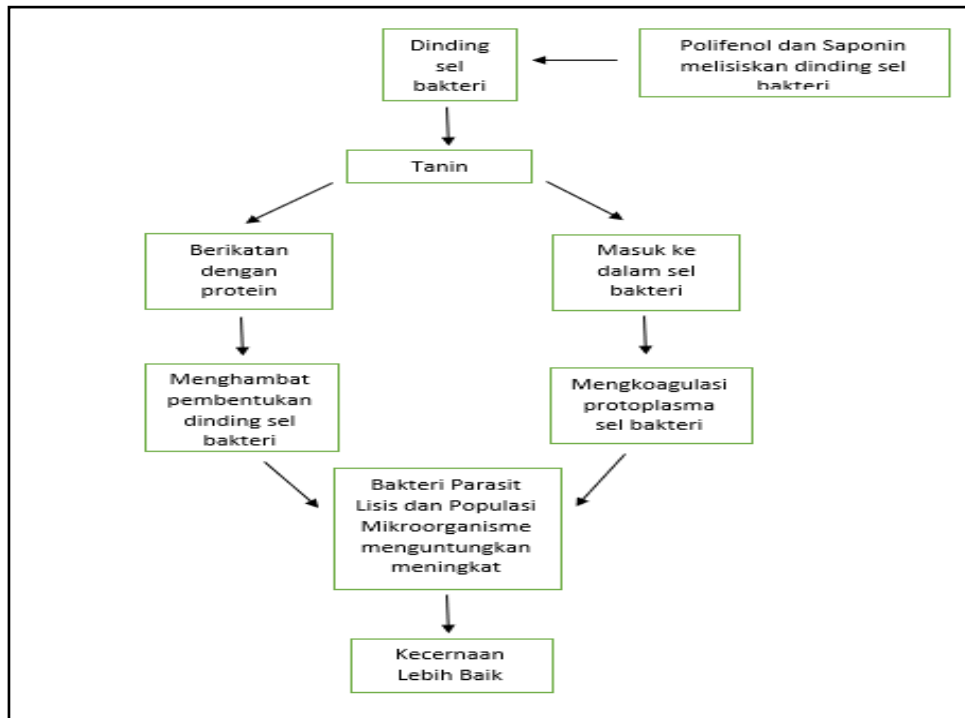 Dinding
sel
bakteri
Polifenol dan Saponin
melisiskan dinding sel
bakteri
Tanin
Berikatan
dengan
protein
Masuk ke
dalam sel
bakteri
Menghambat
pembentukan
dinding sel
bakteri
Mengkoagulasi
protoplasma
sel bakteri
Bakteri Parasit
Lisis dan Populasi
Mikroorganisme
menguntungkan
meningkat
Kecernaan
Lebih Baik